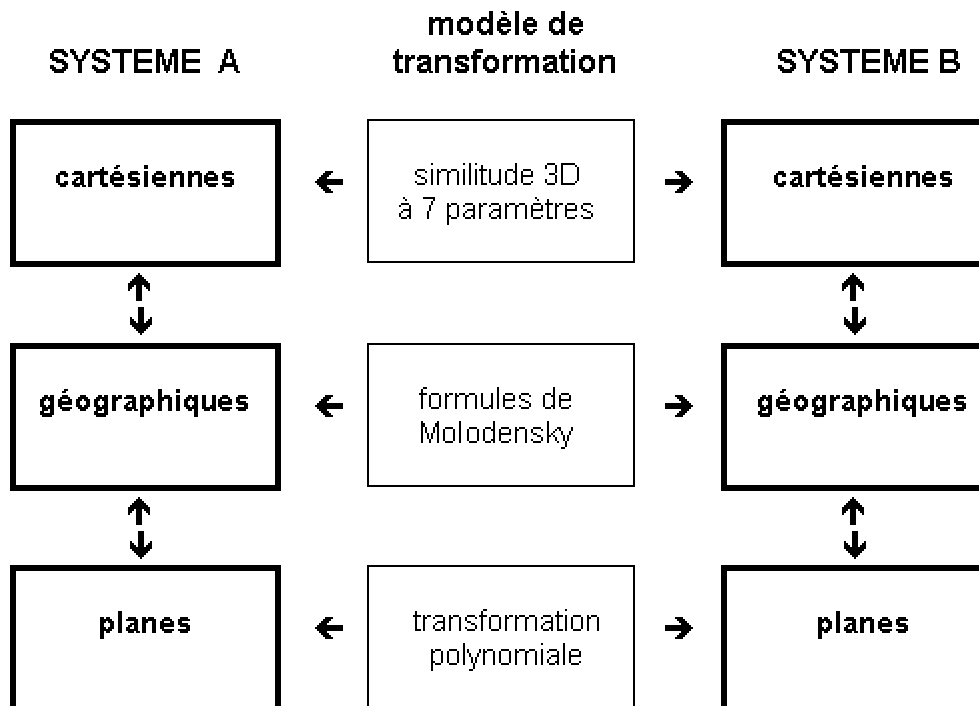 modèle de
SYSTEME A transformation SYSTEME B
cartésiennes
similitude 3D
à 7 paramètres
cartésiennes
géographiques
formules de
Molodensky
géographiques
planes
transformation
polynomiale
planes